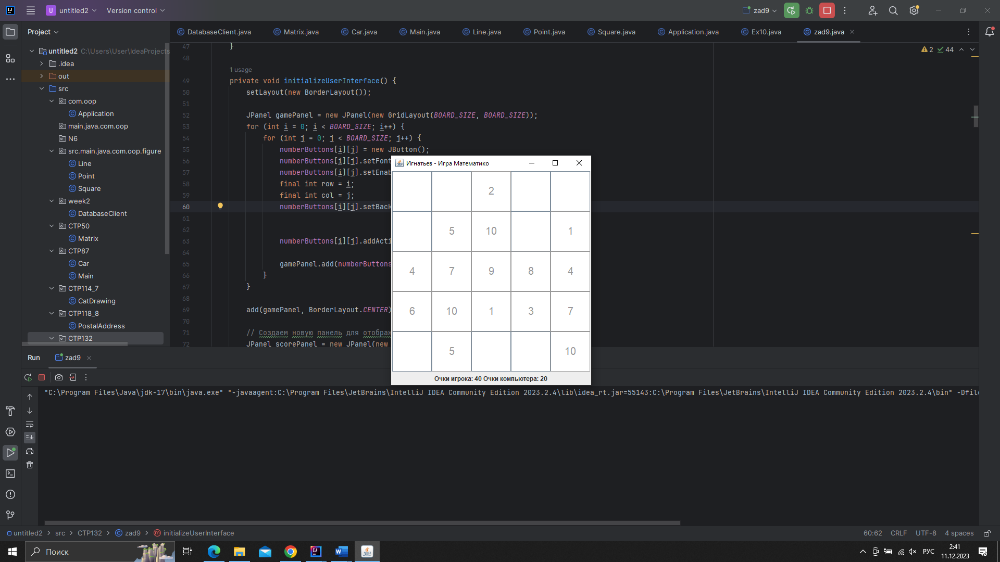 U untitled2 Version control zad9
Project DatabaseClient.java Matrix.java Car.java Main.java Line.java Point.java Square.java Application.java Ex10.java zad9.java
untitled2 C:\Users\User\IdeaProjects
.idea
out
src
com.oop
Application
main.java.com.oop
N6
src.main.java.com.oop.figure
Line
Point
Square
week2
DatabaseClient
CTP50
Matrix
CTP87
Car
Main
CTP114_7
CatDrawing
CTP118_8
PostalAddress
CTP132
2 44
47 }
48
1 usage
49 private void initializeUserInterface() {
50 setLayout(new BorderLayout());
51
52 JPanel gamePanel = new JPanel(new GridLayout(BOARD_SIZE, BOARD_SIZE));
53 for (int i = 0; i < BOARD_SIZE; i++) {
54 for (int j = 0; j < BOARD_SIZE; j++) {
55 numberButtons[i][j] = new JButton();
56 numberButtons[i][j].setFont
57 numberButtons[i][j].setEnab
58 final int row = i;
59 final int col = j;
60 numberButtons[i][j].setBack
61
62
63 numberButtons[i][j].addActi
64
65 gamePanel.add(numberButtons
66 }
67 }
68
69 add(gamePanel, BorderLayout.CENTER)
70
71 // Создаем новую панель для отображ
72 JPanel scorePanel = new JPanel(new
Игнатьев - Игра Математико
2
5 10 1
4 7 9 8 4
6 10 1 3 7
5 10
Очки игрока: 40 Очки компьютера: 20
Run zad9
"C:\Program Files\Java\jdk-17\bin\java.exe" "-javaagent:C:\Program Files\JetBrains\IntelliJ IDEA Community Edition 2023.2.4\lib\idea_rt.jar=55143:C:\Program Files\JetBrains\IntelliJ IDEA Community Edition 2023.2.4\bin" -Dfile
untitled2 > src > CTP132 > zad9 > initializeUserInterface 60:62 CRLF UTF-8 4 spaces
Поиск РУС 2:41
11.12.2023